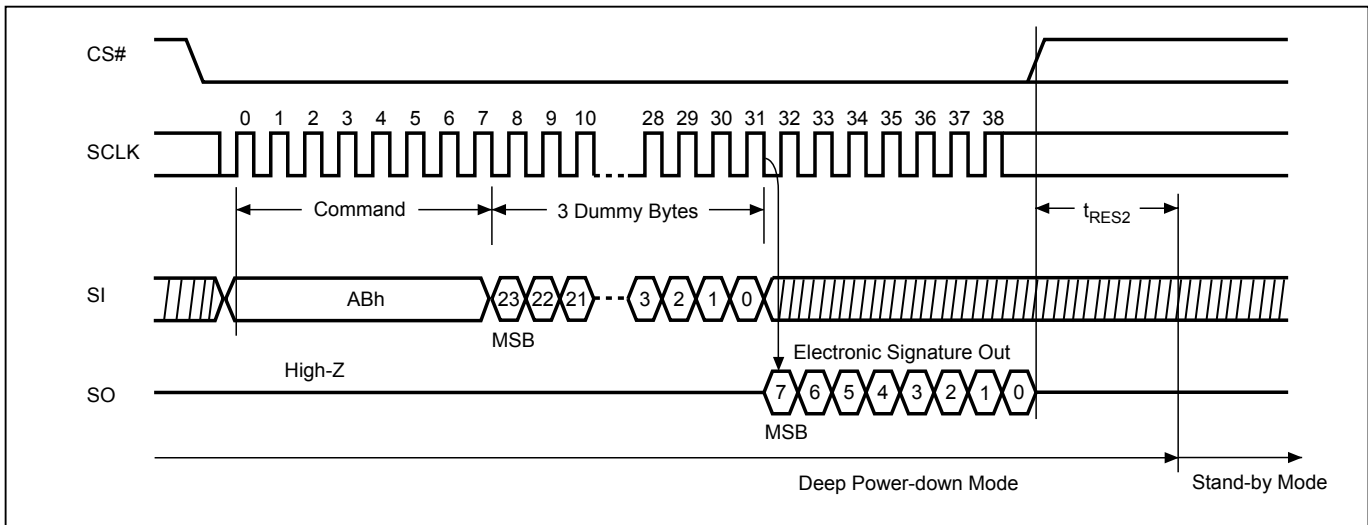 CS#
0 1 2 3 4 5 6 7 8 9 10 28 29 30 31 32 33 34 35 36 37 38
SCLK
Command 3 Dummy Bytes tRES2
SI ABh 23 22 21 3 2 1 0
MSB
Electronic Signature Out
High-Z
SO 7 6 5 4 3 2 1 0
MSB
Deep Power-down Mode Stand-by Mode